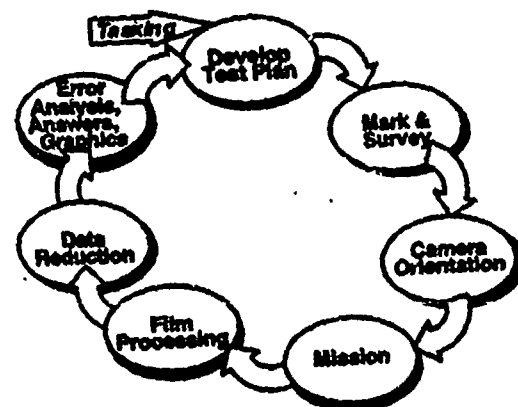 Tasking
Develop
Test Plan
Mark &
Survey
Camera
Orientation
Mission
Film
Processing
Data
Reduction
Error
Analysis,
Answers,
Graphics